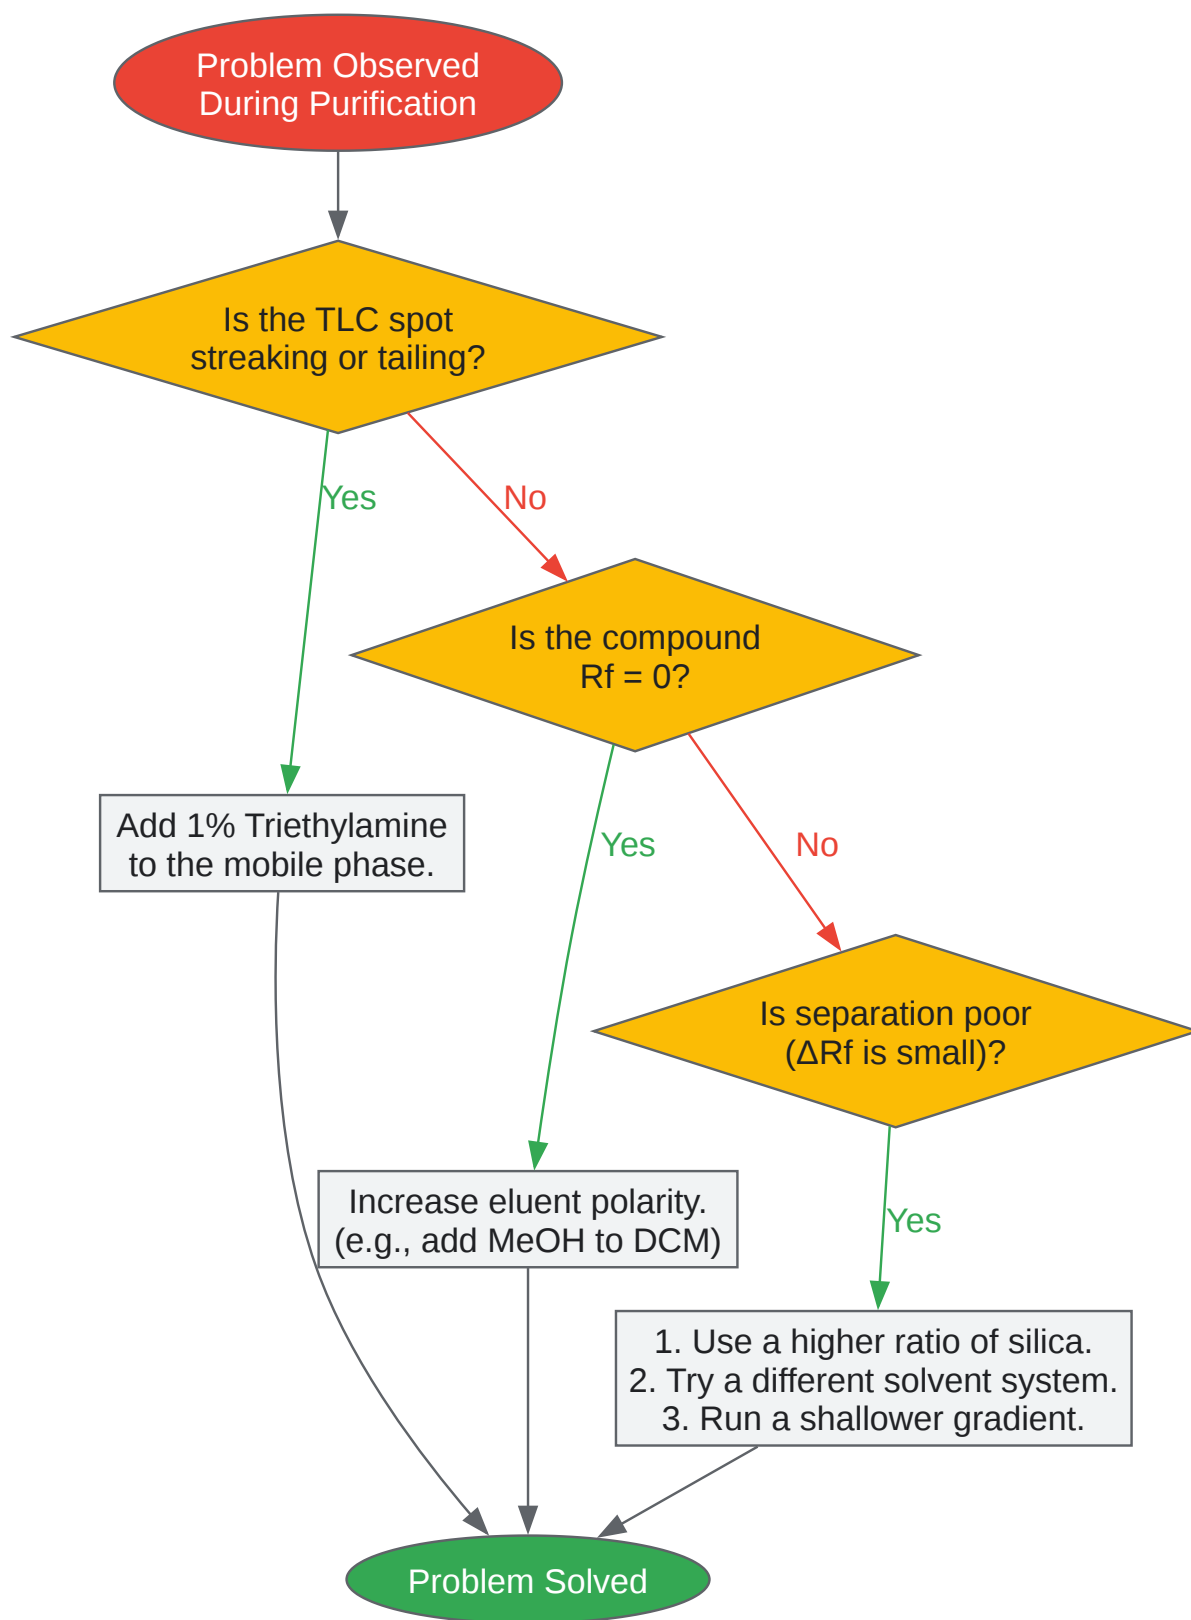 Problem Observed
During Purification
Is the TLC spot
streaking or tailing?
Yes
No
Is the compound
Rf = 0?
Add 1% Triethylamine
to the mobile phase.
Yes
No
Is separation poor
(ΔRf is small)?
Increase eluent polarity.
(e.g., add MeOH to DCM)
Yes
1. Use a higher ratio of silica.
2. Try a different solvent system.
3. Run a shallower gradient.
Problem Solved